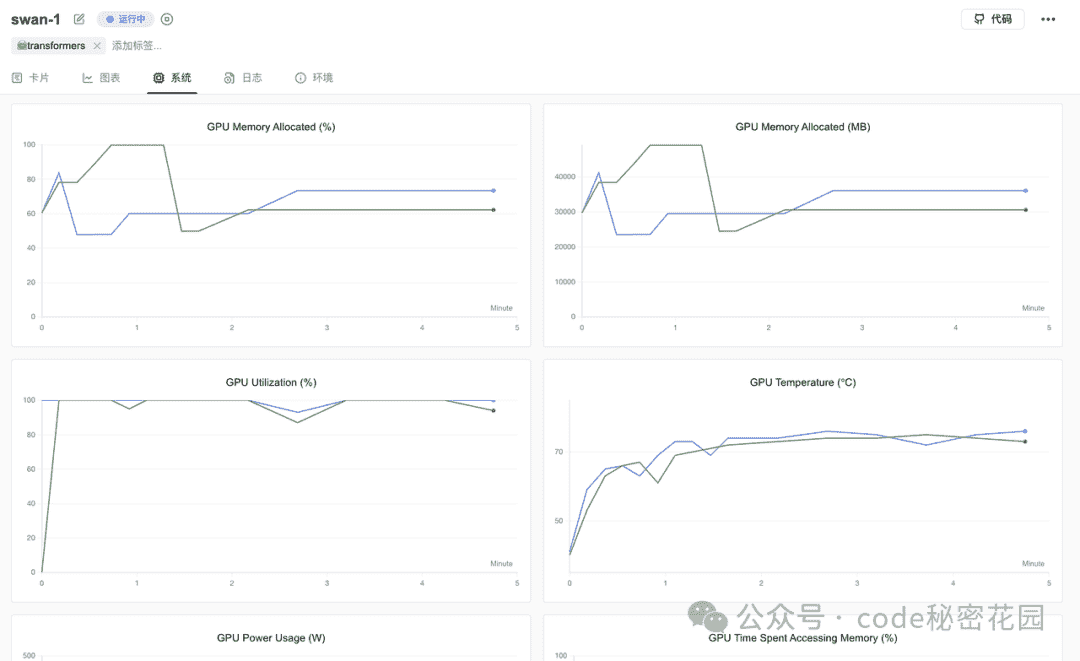 swan-1 运行中 代码
transformers 添加标签...
卡片 图表 系统 日志 环境
GPU Memory Allocated (%)
100
80
60
40
20
0
Minute
0 1 2 3 4 5
GPU Memory Allocated (MB)
40000
30000
20000
10000
0
Minute
0 1 2 3 4 5
GPU Utilization (%)
100
80
60
40
20
0
Minute
0 1 2 3 4 5
GPU Temperature (°C)
70
50
Minute
0 1 2 3 4 5
公众号 · code秘密花园
GPU Power Usage (W)
500
GPU Time Spent Accessing Memory (%)
100